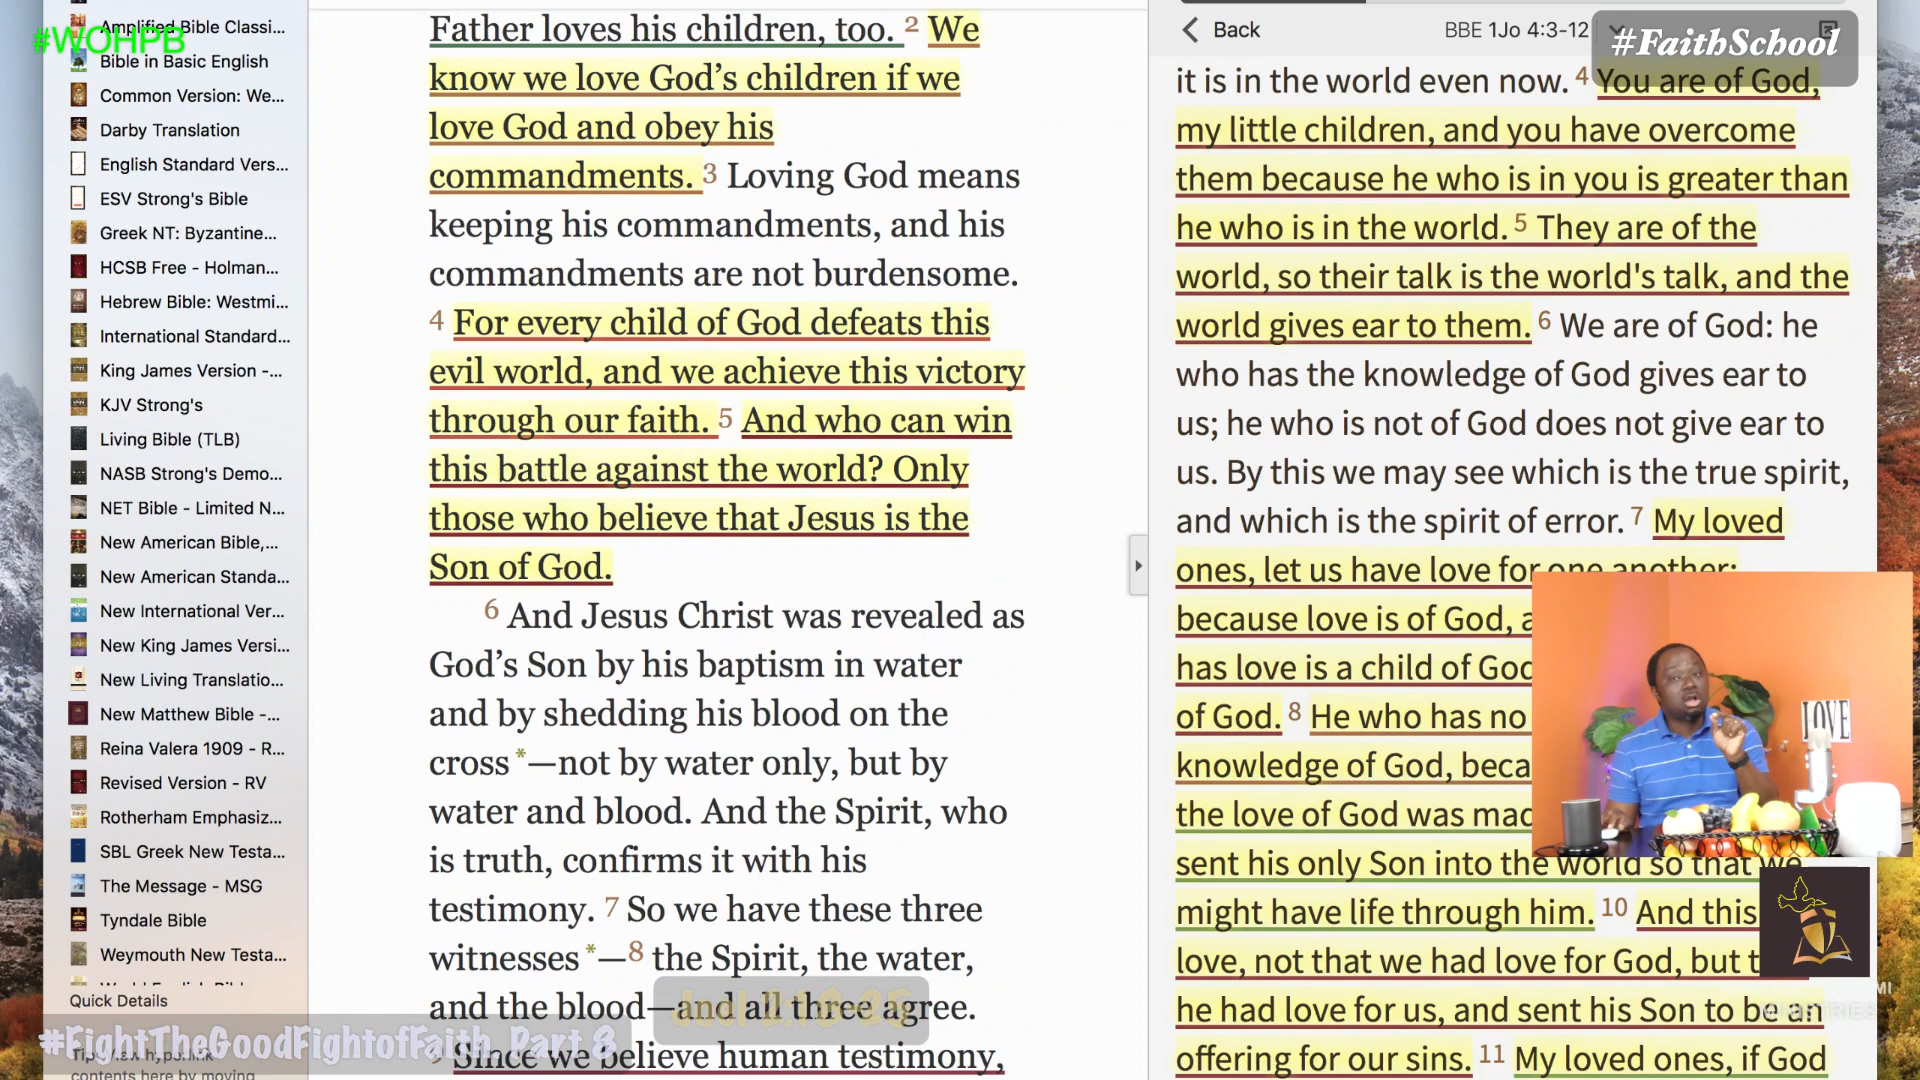 #WOHPB
Amplified Bible Classi...
Bible in Basic English
Common Version: We...
Darby Translation
English Standard Vers...
ESV Strong's Bible
Greek NT: Byzantine...
HCSB Free - Holman...
Hebrew Bible: Westmi...
International Standard...
King James Version -...
KJV Strong's
Living Bible (TLB)
NASB Strong's Demo...
NET Bible - Limited N...
New American Bible,...
New American Standa...
New International Ver...
New King James Versi...
New Living Translatio...
New Matthew Bible -...
Reina Valera 1909 - R...
Revised Version - RV
Rotherham Emphasiz...
SBL Greek New Testa...
The Message - MSG
Tyndale Bible
Weymouth New Testa...
Quick Details
#FightTheGoodFightofFaith Part 8
contents here by moving
Father loves his children, too. 2 We
know we love God’s children if we
love God and obey his
commandments. 3 Loving God means
keeping his commandments, and his
commandments are not burdensome.
4 For every child of God defeats this
evil world, and we achieve this victory
through our faith. 5 And who can win
this battle against the world? Only
those who believe that Jesus is the
Son of God.
6 And Jesus Christ was revealed as
God’s Son by his baptism in water
and by shedding his blood on the
cross*—not by water only, but by
water and blood. And the Spirit, who
is truth, confirms it with his
testimony. 7 So we have these three
witnesses*—8 the Spirit, the water,
and the blood—and all three agree.
Since we believe human testimony,
Back
BBE 1Jo 4:3-12
#FaithSchool
it is in the world even now. 4 You are of God,
my little children, and you have overcome
them because he who is in you is greater than
he who is in the world. 5 They are of the
world, so their talk is the world's talk, and the
world gives ear to them. 6 We are of God: he
who has the knowledge of God gives ear to
us; he who is not of God does not give ear to
us. By this we may see which is the true spirit,
and which is the spirit of error. 7 My loved
ones, let us have love for one another:
because love is of God, a
has love is a child of God
of God. 8 He who has no
knowledge of God, beca
the love of God was mad
sent his only Son into the world so that we
might have life through him. 10 And this
love, not that we had love for God, but t
he had love for us, and sent his Son to be an
offering for our sins. 11 My loved ones, if God
LOVE